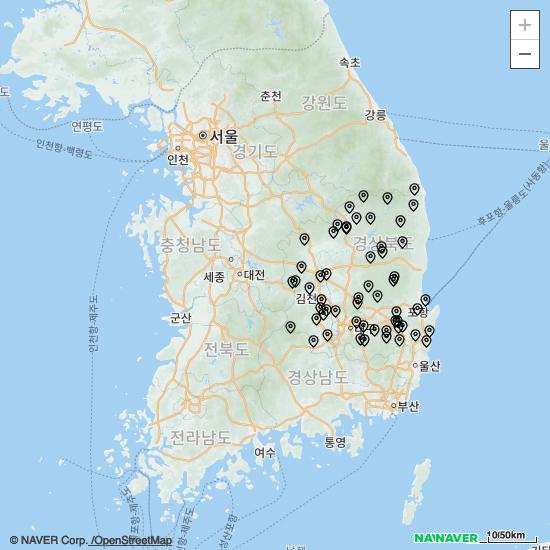 +
−
속초
춘천
강원도
강릉
도
연평도
서울
울
경기도
인천
인천항-백령도
후포항-울릉도(사동항)
경상북도
충청남도
세종
대전
김천
포항
군산
인천항-제주도
전북도
경상남도
울산
부산
전라남도
여수
통영
© NAVER Corp. /OpenStreetMap
NAVER
10/50km